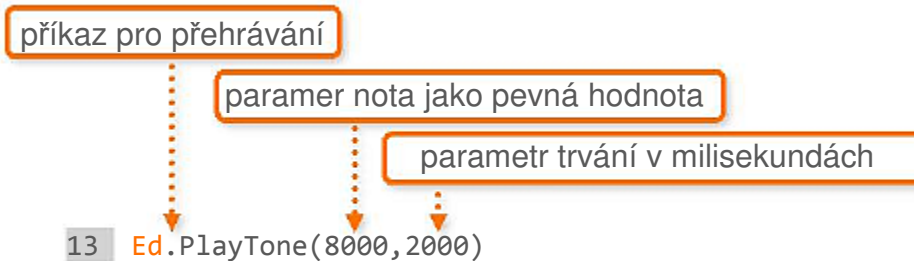 příkaz pro přehrávání
paramer nota jako pevná hodnota
parametr trvání v milisekundách
13 Ed.PlayTone(8000,2000)